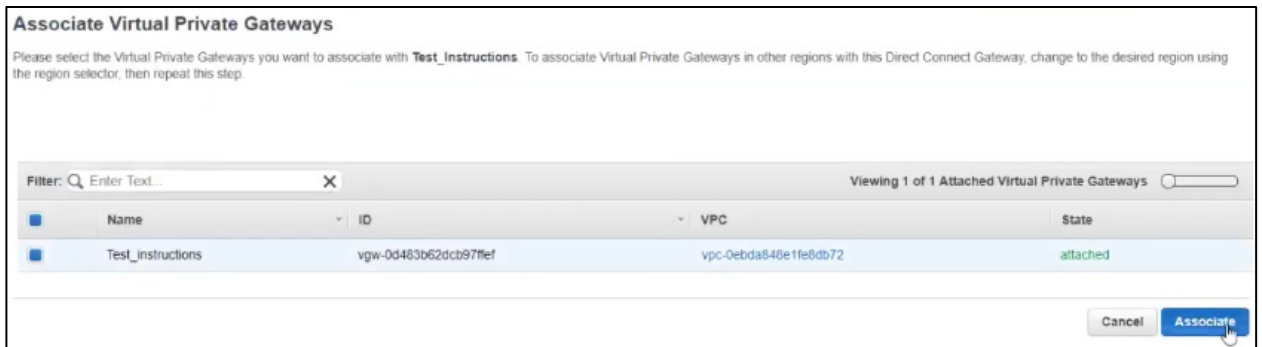 Associate Virtual Private Gateways
Please select the Virtual Private Gateways you want to associate with Test_Instructions. To associate Virtual Private Gateways in other regions with this Direct Connect Gateway, change to the desired region using
the region selector, then repeat this step.
Filter: Enter Text... Viewing 1 of 1 Attached Virtual Private Gateways
Name ID VPC State
Test_instructions vgw-0d483b62dcb97ffef vpc-0ebda848e1fe8db72 attached
Cancel Associate